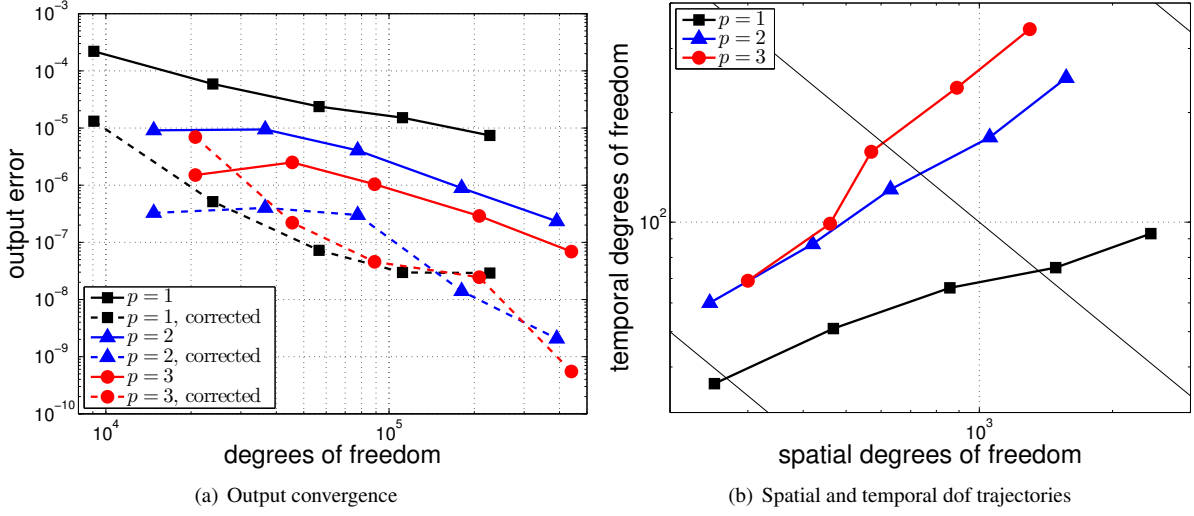 10^-3
10^-4
10^-5
10^-6
10^-7
10^-8
10^-9
10^-10
output error
p = 1
p = 1, corrected
p = 2
p = 2, corrected
p = 3
p = 3, corrected
10^4
10^5
degrees of freedom
(a) Output convergence
p = 1
p = 2
p = 3
temporal degrees of freedom
10^2
10^3
spatial degrees of freedom
(b) Spatial and temporal dof trajectories